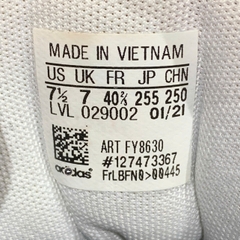 MADE IN VIETNAM
US UK FR JP CHN
7½ 7 40⅔ 255 250
LVL 029002 01/21
ART FY8630
#127473367
adidas FrLBFN0>00445